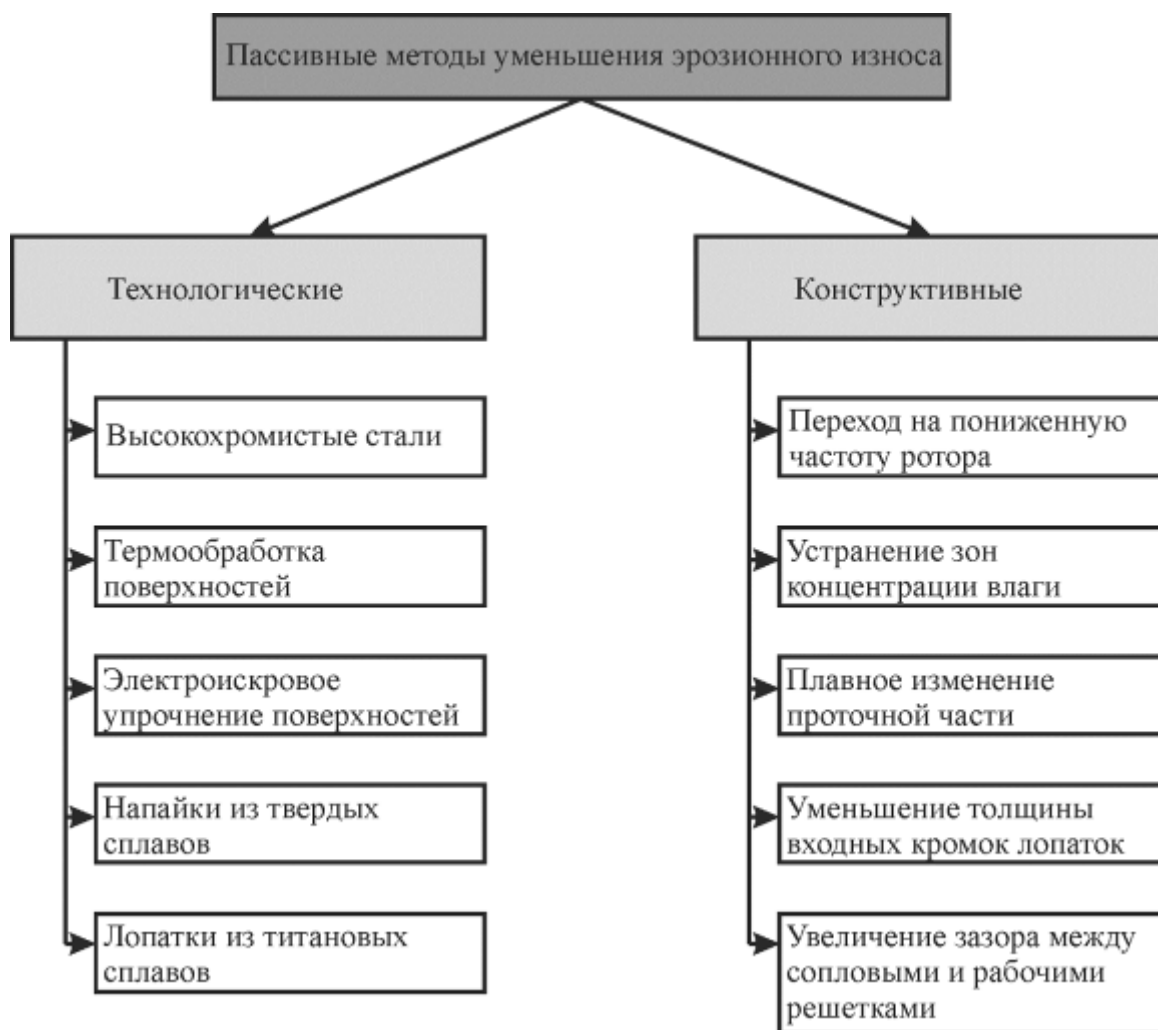 Пассивные методы уменьшения эрозионного износа
Технологические
Высокохромистые стали
Термообработка
поверхностей
Электроискровое
упрочнение поверхностей
Напайки из твердых
сплавов
Лопатки из титановых
сплавов
Конструктивные
Переход на пониженную
частоту ротора
Устранение зон
концентрации влаги
Плавное изменение
проточной части
Уменьшение толщины
входных кромок лопаток
Увеличение зазора между
сопловыми и рабочими
решетками